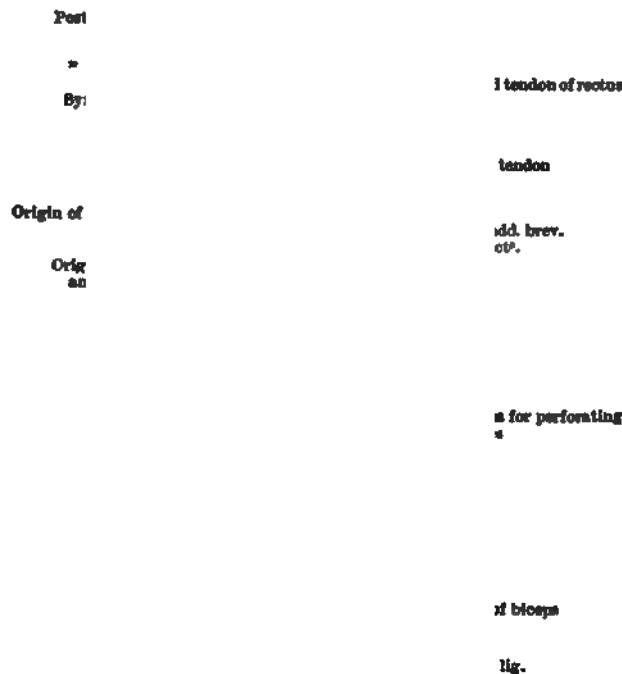 Post
By
l tendon of rectus
tendon
Origin of
dd. brev.
Orig
an
for perforating
of biceps
lig.